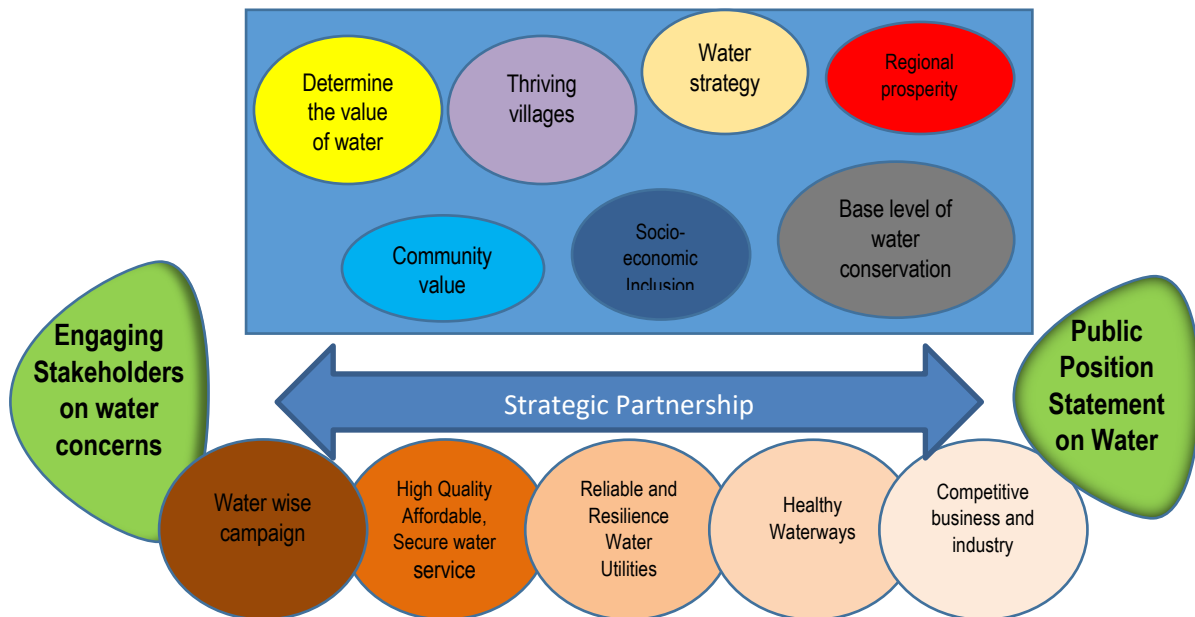 Determine
the value
of water
Thriving
villages
Water
strategy
Regional
prosperity
Community
value
Socio-
economic
Inclusion
Base level of
water
conservation
Engaging
Stakeholders
on water
concerns
Strategic Partnership
Public
Position
Statement
on Water
Water wise
campaign
High Quality
Affordable,
Secure water
service
Reliable and
Resilience
Water
Utilities
Healthy
Waterways
Competitive
business and
industry